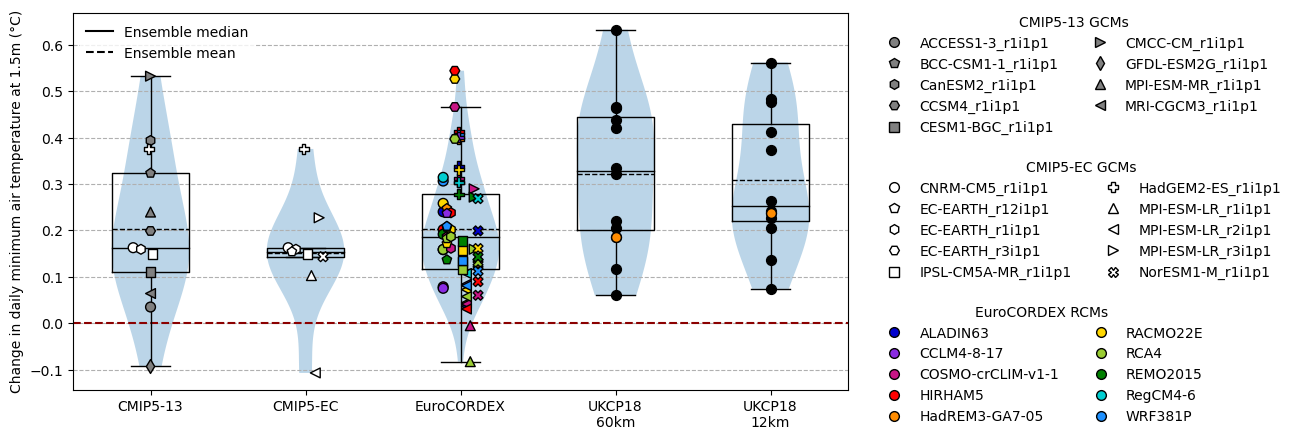 Change in daily minimum air temperature at 1.5m (°C)
0.6
0.5
0.4
0.3
0.2
0.1
0.0
−0.1
Ensemble median
Ensemble mean
CMIP5-13
CMIP5-EC
EuroCORDEX
UKCP18
60km
UKCP18
12km
CMIP5-13 GCMs
ACCESS1-3_r1i1p1
BCC-CSM1-1_r1i1p1
CanESM2_r1i1p1
CCSM4_r1i1p1
CESM1-BGC_r1i1p1
CMCC-CM_r1i1p1
GFDL-ESM2G_r1i1p1
MPI-ESM-MR_r1i1p1
MRI-CGCM3_r1i1p1
CMIP5-EC GCMs
CNRM-CM5_r1i1p1
EC-EARTH_r12i1p1
EC-EARTH_r1i1p1
EC-EARTH_r3i1p1
IPSL-CM5A-MR_r1i1p1
HadGEM2-ES_r1i1p1
MPI-ESM-LR_r1i1p1
MPI-ESM-LR_r2i1p1
MPI-ESM-LR_r3i1p1
NorESM1-M_r1i1p1
EuroCORDEX RCMs
ALADIN63
CCLM4-8-17
COSMO-crCLIM-v1-1
HIRHAM5
HadREM3-GA7-05
RACMO22E
RCA4
REMO2015
RegCM4-6
WRF381P